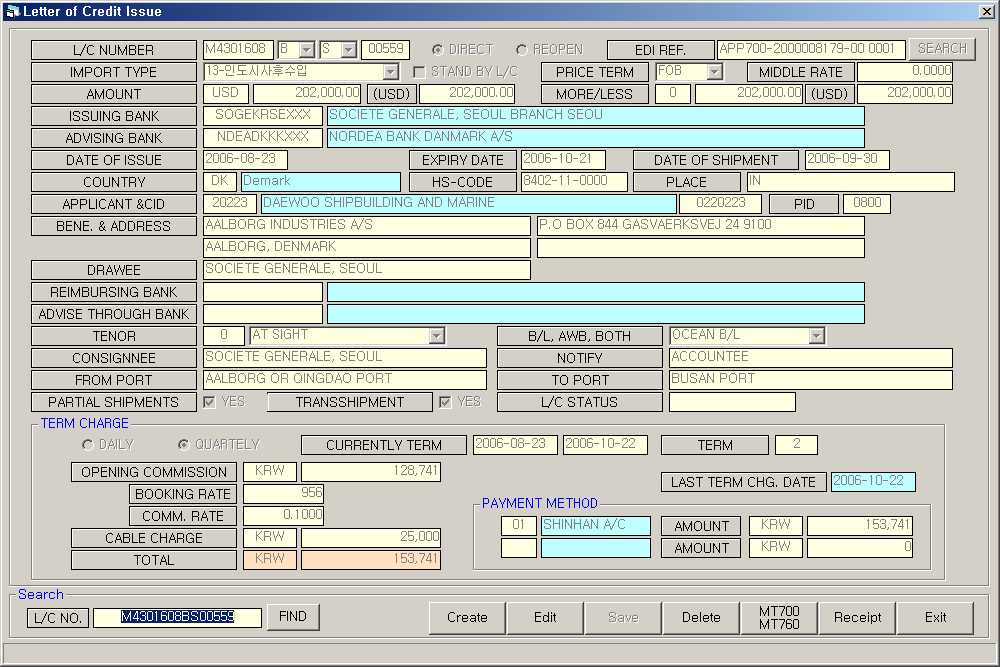 Letter of Credit Issue
L/C NUMBER M4301608 B S 00559 DIRECT REOPEN EDI REF. APP700-2000008179-00 0001 SEARCH
IMPORT TYPE 13-인도시사후수입 STAND BY L/C PRICE TERM FOB MIDDLE RATE 0.0000
AMOUNT USD 202,000.00 (USD) 202,000.00 MORE/LESS 0 202,000.00 (USD) 202,000.00
ISSUING BANK SOGEKRSEXXX SOCIETE GENERALE, SEOUL BRANCH SEOU
ADVISING BANK NDEADKKKXXX NORDEA BANK DANMARK A/S
DATE OF ISSUE 2006-08-23 EXPIRY DATE 2006-10-21 DATE OF SHIPMENT 2006-09-30
COUNTRY DK Demark HS-CODE 8402-11-0000 PLACE IN
APPLICANT &CID 20223 DAEWOO SHIPBUILDING AND MARINE 0220223 PID 0800
BENE. & ADDRESS AALBORG INDUSTRIES A/S P.O BOX 844 GASVAERKSVEJ 24 9100
AALBORG, DENMARK
DRAWEE SOCIETE GENERALE, SEOUL
REIMBURSING BANK
ADVISE THROUGH BANK
TENOR 0 AT SIGHT B/L, AWB, BOTH OCEAN B/L
CONSIGNNEE SOCIETE GENERALE, SEOUL NOTIFY ACCOUNTEE
FROM PORT AALBORG OR QINGDAO PORT TO PORT BUSAN PORT
PARTIAL SHIPMENTS YES TRANSSHIPMENT YES L/C STATUS
TERM CHARGE
DAILY QUARTELY CURRENTLY TERM 2006-08-23 2006-10-22 TERM 2
OPENING COMMISSION KRW 128,741
LAST TERM CHG. DATE 2006-10-22
BOOKING RATE 956
COMM. RATE 0.1000
CABLE CHARGE KRW 25,000
TOTAL KRW 153,741
PAYMENT METHOD
01 SHINHAN A/C AMOUNT KRW 153,741
AMOUNT KRW 0
Search
L/C NO. M4301608BS00559 FIND Create Edit Save Delete MT700 MT760 Receipt Exit